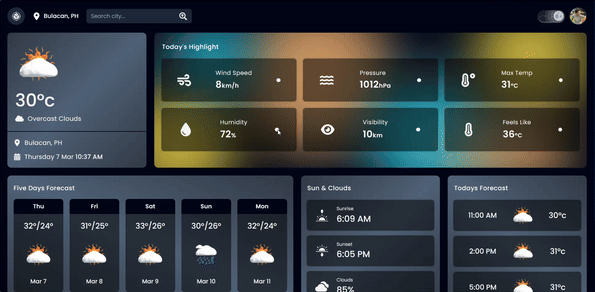 Bulacan, PH
Search city...
30°c
Overcast Clouds
Bulacan, PH
Thursday 7 Mar 10:37 AM
Today's Highlight
Wind Speed
8km/h
Pressure
1012hPa
Max Temp
31°c
Humidity
72%
Visibility
10km
Feels Like
36°c
Five Days Forecast
Thu
32°/24°
Mar 7
Fri
31°/25°
Mar 8
Sat
33°/26°
Mar 9
Sun
30°/26°
Mar 10
Mon
32°/24°
Mar 11
Sun & Clouds
Sunrise
6:09 AM
Sunset
6:05 PM
Clouds
85%
Todays Forecast
11:00 AM
30°c
2:00 PM
31°c
5:00 PM
31°c